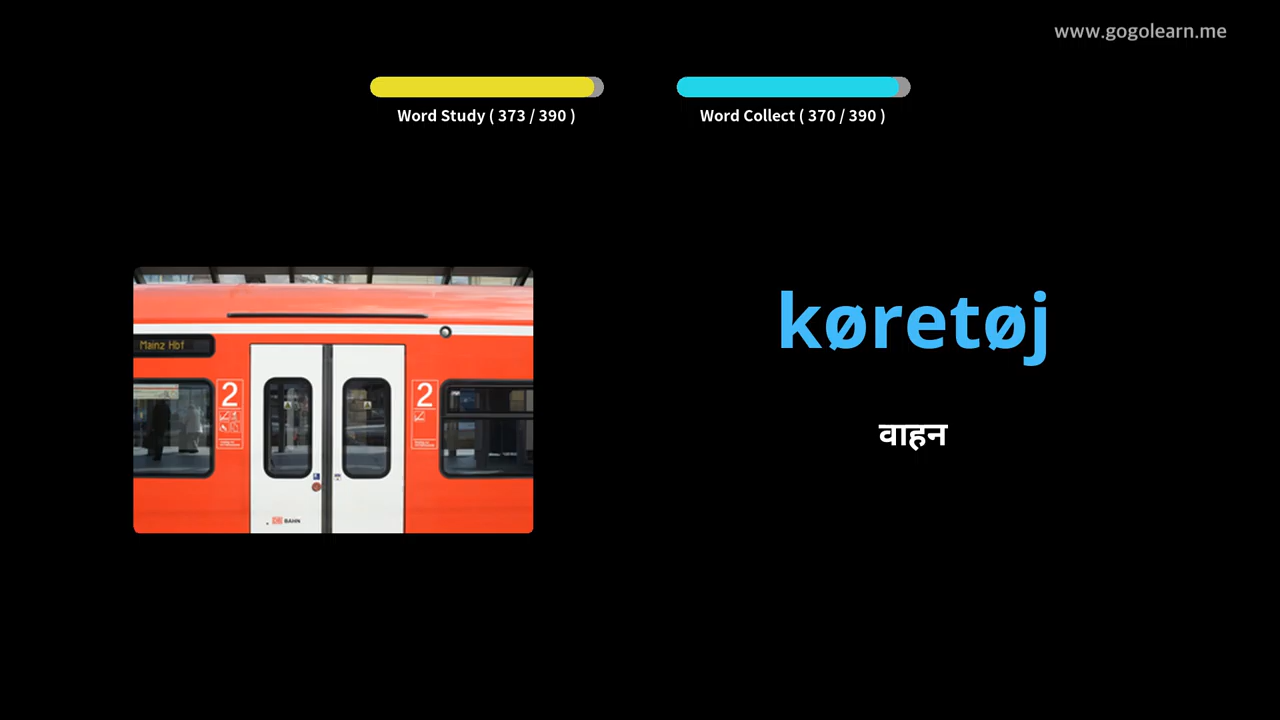 www.gogolearn.me
Word Study ( 373 / 390 )
Word Collect ( 370 / 390 )
Mainz Hbf
2
2
DB BAHN
køretøj
वाहन